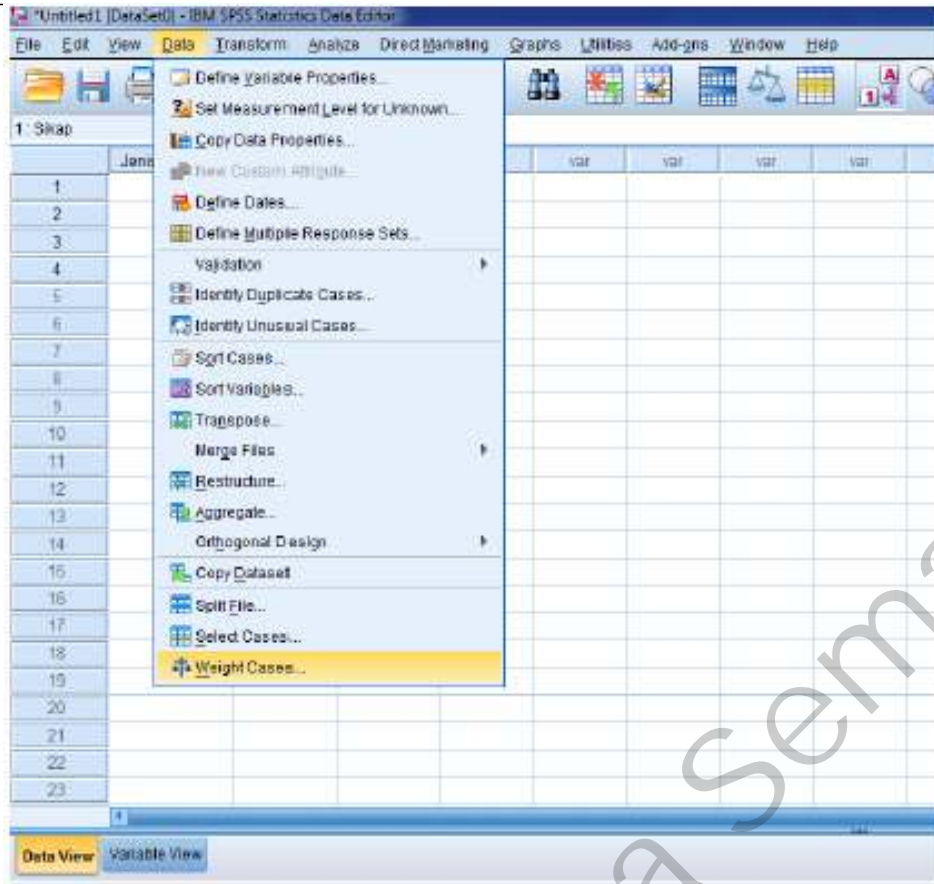 *Untitled1 [DataSet0] - IBM SPSS Statistics Data Editor
File Edit View Data Transform Analyze Direct Marketing Graphs Utilities Add-ons Window Help
Define Variable Properties...
Set Measurement Level for Unknown...
1 : Sikap
Copy Data Properties...
Jenis var var var var
New Custom Attribute...
1
Define Dates...
2
Define Multiple Response Sets...
3
Validation
4
Identify Duplicate Cases...
5
Identify Unusual Cases...
6
Sort Cases...
7
Sort Variables...
8
9
Transpose...
10
Merge Files
11
Restructure...
12
Aggregate...
13
Orthogonal Design
14
Copy Dataset
15
Split File...
16
Select Cases...
17
18
Weight Cases...
19
20
21
22
23
Data View Variable View
a Sema